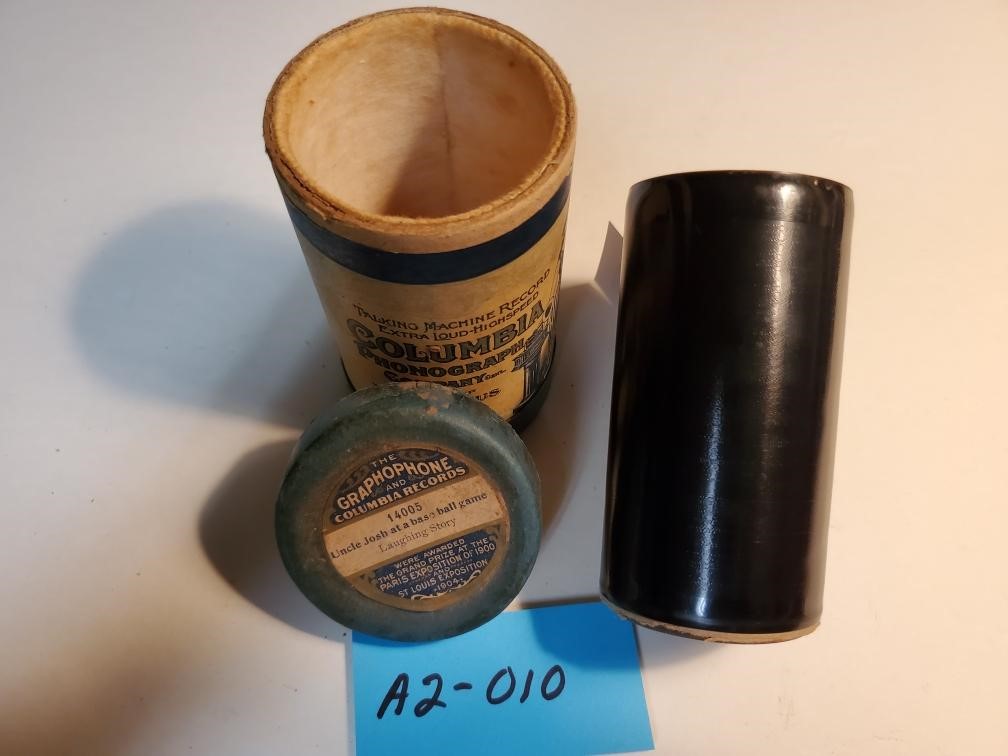 TALKING MACHINE RECORD
EXTRA LOUD-HIGHSPEED
COLUMBIA
PHONOGRAPH
COMPANY GEN'L
THE
GRAPHOPHONE
AND
COLUMBIA RECORDS
14005
Uncle Josh at a base ball game
Laughing Story
WERE AWARDED
THE GRAND PRIZE AT THE
PARIS EXPOSITION OF 1900
AND
ST LOUIS EXPOSITION
1904
A2-010